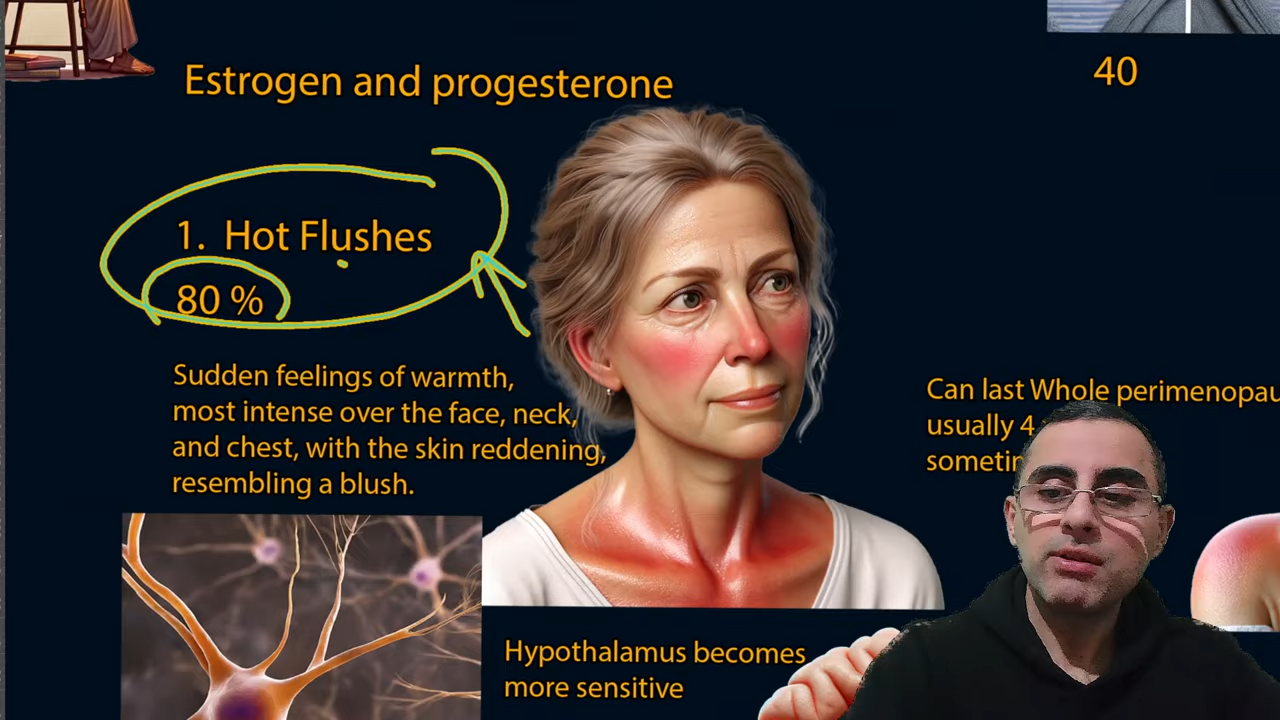 Estrogen and progesterone
40
1. Hot Flushes
80 %
Sudden feelings of warmth,
most intense over the face, neck,
and chest, with the skin reddening,
resembling a blush.
Can last Whole
usually 4
Hypothalamus becomes
more sensitive